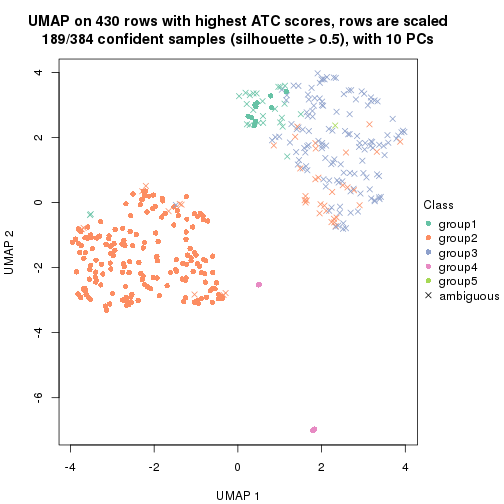 UMAP on 430 rows with highest ATC scores, rows are scaled
189/384 confident samples (silhouette > 0.5), with 10 PCs
4
2
0
-2
-4
-6
UMAP 2
-4
-2
0
2
4
UMAP 1
Class
group1
group2
group3
group4
group5
ambiguous